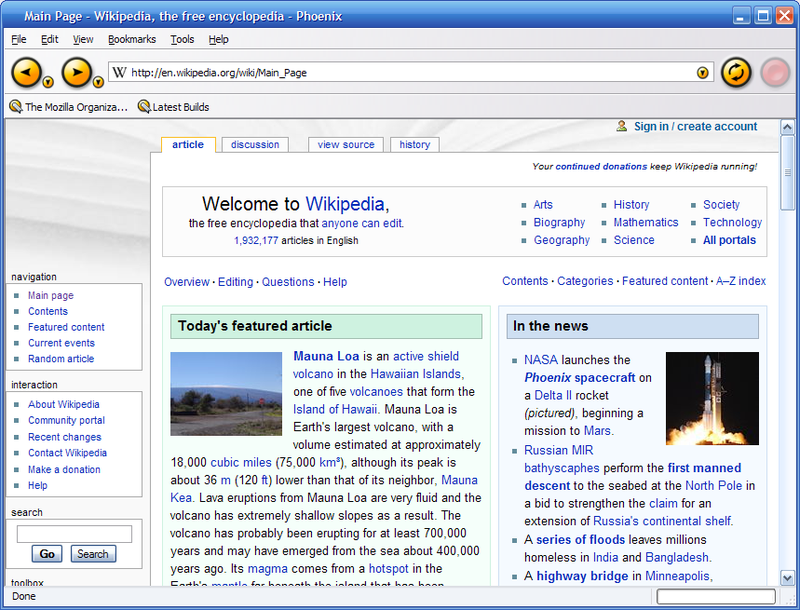 Main Page - Wikipedia, the free encyclopedia - Phoenix
File Edit View Bookmarks Tools Help
W http://en.wikipedia.org/wiki/Main_Page
The Mozilla Organiza... Latest Builds
Sign in / create account
article discussion view source history
Your continued donations keep Wikipedia running!
Welcome to Wikipedia,
the free encyclopedia that anyone can edit.
1,932,177 articles in English
Arts History Society
Biography Mathematics Technology
Geography Science All portals
navigation
Main page
Contents
Featured content
Current events
Random article
interaction
About Wikipedia
Community portal
Recent changes
Contact Wikipedia
Make a donation
Help
search
Go Search
toolbox
Overview · Editing · Questions · Help
Contents · Categories · Featured content · A–Z index
Today's featured article
Mauna Loa is an active shield
volcano in the Hawaiian Islands,
one of five volcanoes that form the
Island of Hawaii. Mauna Loa is
Earth's largest volcano, with a
volume estimated at approximately
18,000 cubic miles (75,000 km³), although its peak is
about 36 m (120 ft) lower than that of its neighbor, Mauna
Kea. Lava eruptions from Mauna Loa are very fluid and the
volcano has extremely shallow slopes as a result. The
volcano has probably been erupting for at least 700,000
years and may have emerged from the sea about 400,000
years ago. Its magma comes from a hotspot in the
Earth's mantle far beneath the island that has been
In the news
NASA launches the
Phoenix spacecraft on
a Delta II rocket
(pictured), beginning a
mission to Mars.
Russian MIR
bathyscaphes perform the first manned
descent to the seabed at the North Pole in
a bid to strengthen the claim for an
extension of Russia's continental shelf.
A series of floods leaves millions
homeless in India and Bangladesh.
A highway bridge in Minneapolis,
Done